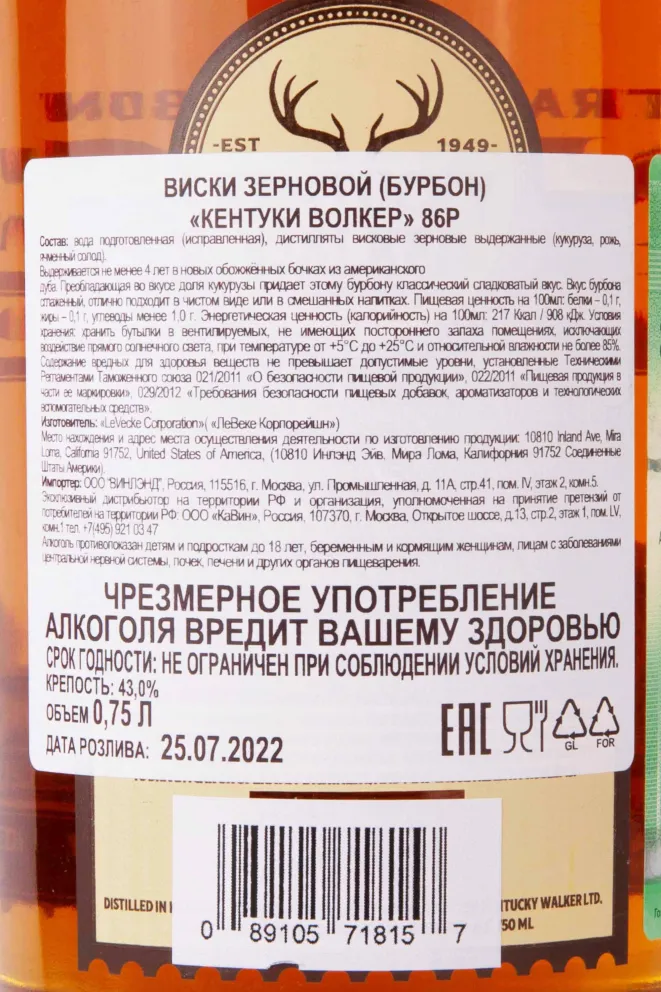 -EST 1949-
ВИСКИ ЗЕРНОВОЙ (БУРБОН)
«КЕНТУКИ ВОЛКЕР» 86P
Состав: вода подготовленная (исправленная), дистилляты висковые зерновые выдержанные (кукуруза, рожь,
ячменный солод).
Выдерживается не менее 4 лет в новых обожжённых бочках из американского
дуба. Преобладающая во вкусе доля кукурузы придает этому бурбону классический сладковатый вкус. Вкус бурбона
сглаженный, отлично подходит в чистом виде или в смешанных напитках. Пищевая ценность на 100мл: белки – 0,1 г,
жиры – 0,1 г, углеводы менее 1.0 г. Энергетическая ценность (калорийность) на 100мл: 217 Ккал / 908 кДж. Условия
хранения: хранить бутылки в вентилируемых, не имеющих постороннего запаха помещениях, исключающих
воздействие прямого солнечного света, при температуре от +5°С до +25°С и относительной влажности не более 85%.
Содержание вредных для здоровья веществ не превышает допустимые уровни, установленные Техническими
Регламентами Таможенного союза 021/2011 «О безопасности пищевой продукции», 022/2011 «Пищевая продукция в
части ее маркировки», 029/2012 «Требования безопасности пищевых добавок, ароматизаторов и технологических
вспомогательных средств».
Изготовитель: «LeVecke Corporation»( «ЛеВеке Корпорейшн»)
Место нахождения и адрес места осуществления деятельности по изготовлению продукции: 10810 Inland Ave, Mira
Loma, California 91752, United States of America, (10810 Инлэнд Эйв. Мира Лома, Калифорния 91752 Соединенные
Штаты Америки).
Импортер: ООО "ВИНЛЭНД", Россия, 115516, г. Москва, ул. Промышленная, д. 11А, стр.41, пом. IV, этаж 2, комн.5.
Эксклюзивный дистрибьютор на территории РФ и организация, уполномоченная на принятие претензий от
потребителей на территории РФ: ООО «КаВин», Россия, 107370, г. Москва, Открытое шоссе, д.13, стр.2, этаж 1, пом. LV,
комн.1 тел. +7(495) 921 03 47
Алкоголь противопоказан детям и подросткам до 18 лет, беременным и кормящим женщинам, лицам с заболеваниями
центральной нервной системы, почек, печени и других органов пищеварения.
ЧРЕЗМЕРНОЕ УПОТРЕБЛЕНИЕ
АЛКОГОЛЯ ВРЕДИТ ВАШЕМУ ЗДОРОВЬЮ
СРОК ГОДНОСТИ: НЕ ОГРАНИЧЕН ПРИ СОБЛЮДЕНИИ УСЛОВИЙ ХРАНЕНИЯ.
КРЕПОСТЬ: 43,0%
ОБЪЕМ 0,75 Л
ДАТА РОЗЛИВА: 25.07.2022
EAC GL FOR
DISTILLED IN
NTUCKY WALKER LTD.
750 ML
0 89105 71815 7